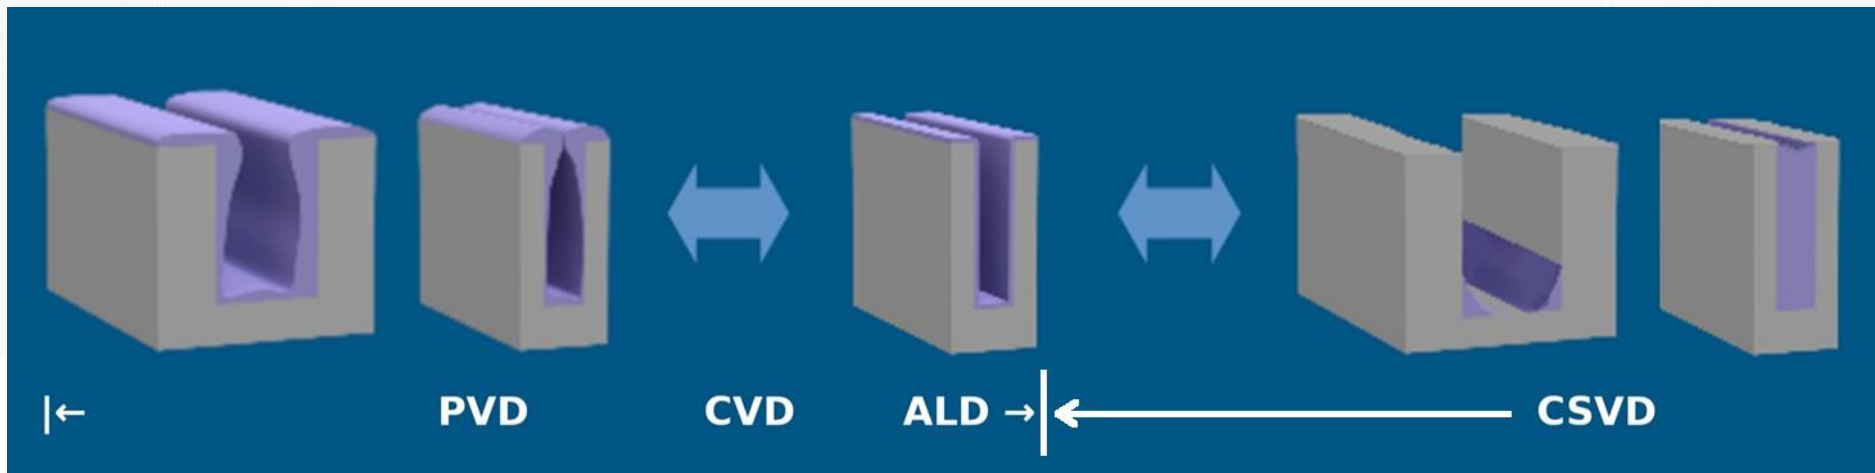 |← PVD CVD ALD →| ← CSVD